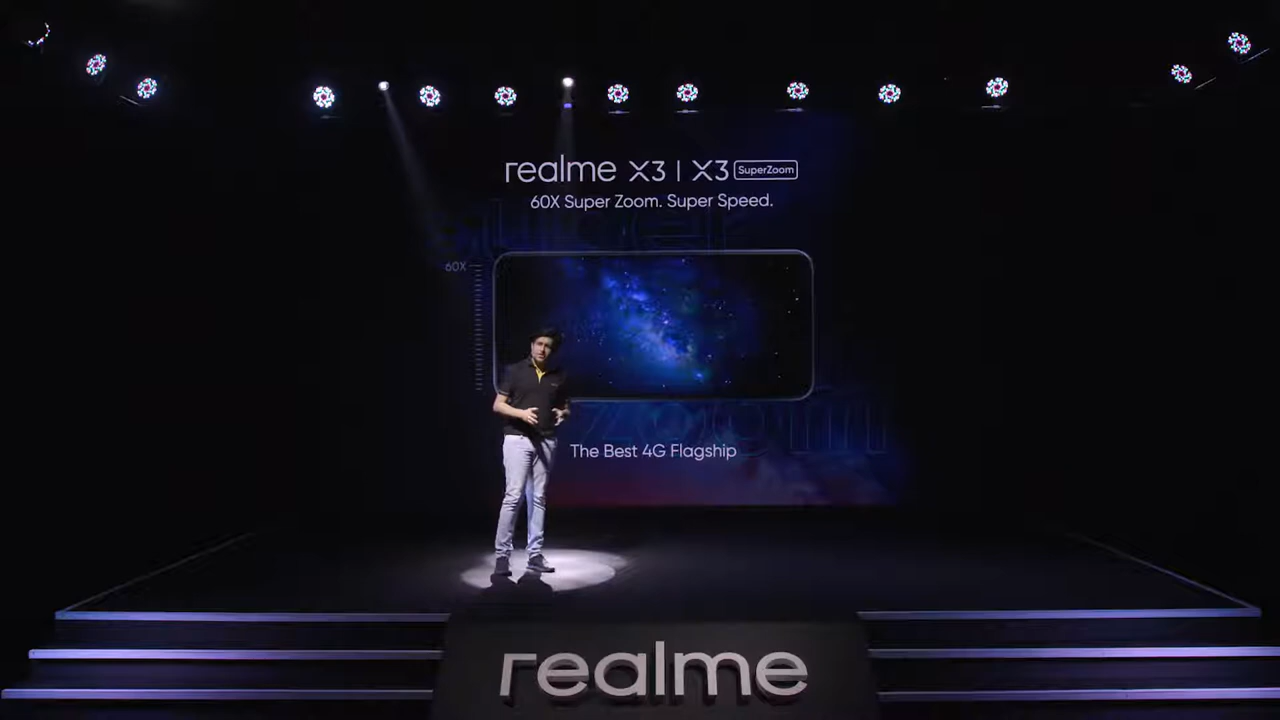 realme X3 | X3 SuperZoom
60X Super Zoom. Super Speed.
60X
The Best 4G Flagship
realme